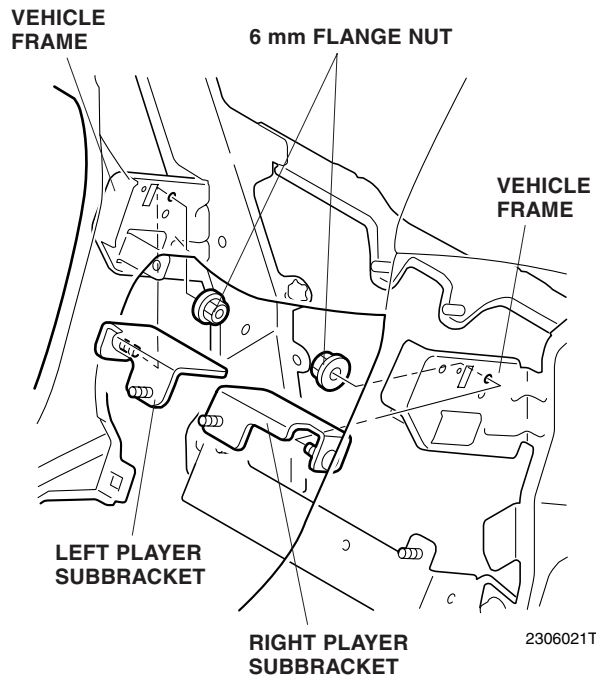 VEHICLE
FRAME
6 mm FLANGE NUT
VEHICLE
FRAME
LEFT PLAYER
SUBBRACKET
RIGHT PLAYER
SUBBRACKET
2306021T